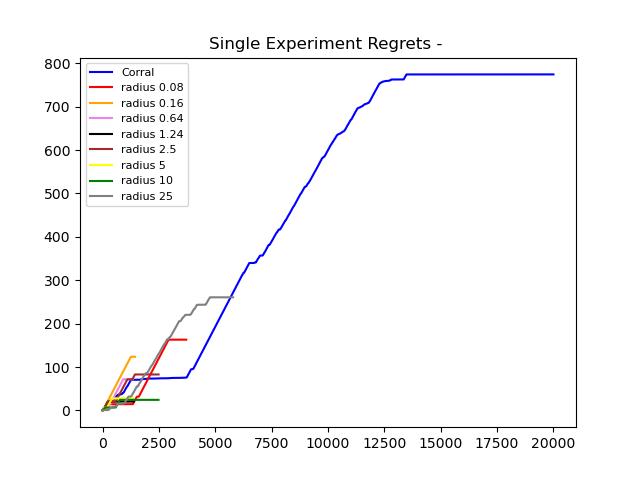 Single Experiment Regrets -
800
700
600
500
400
300
200
100
0
Corral
radius 0.08
radius 0.16
radius 0.64
radius 1.24
radius 2.5
radius 5
radius 10
radius 25
0 2500 5000 7500 10000 12500 15000 17500 20000